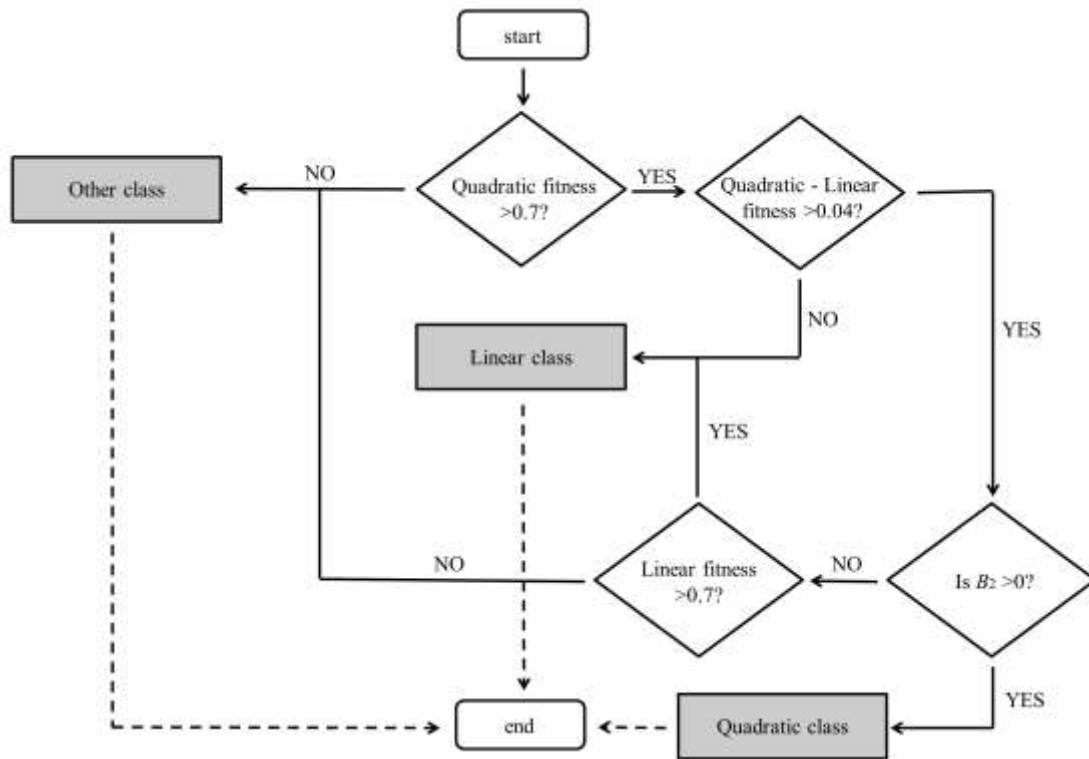 start
Other class
NO
Quadratic fitness
>0.7?
YES
Quadratic - Linear
fitness >0.04?
NO
YES
Linear class
YES
NO
Linear fitness
>0.7?
NO
Is B2 >0?
YES
end
Quadratic class